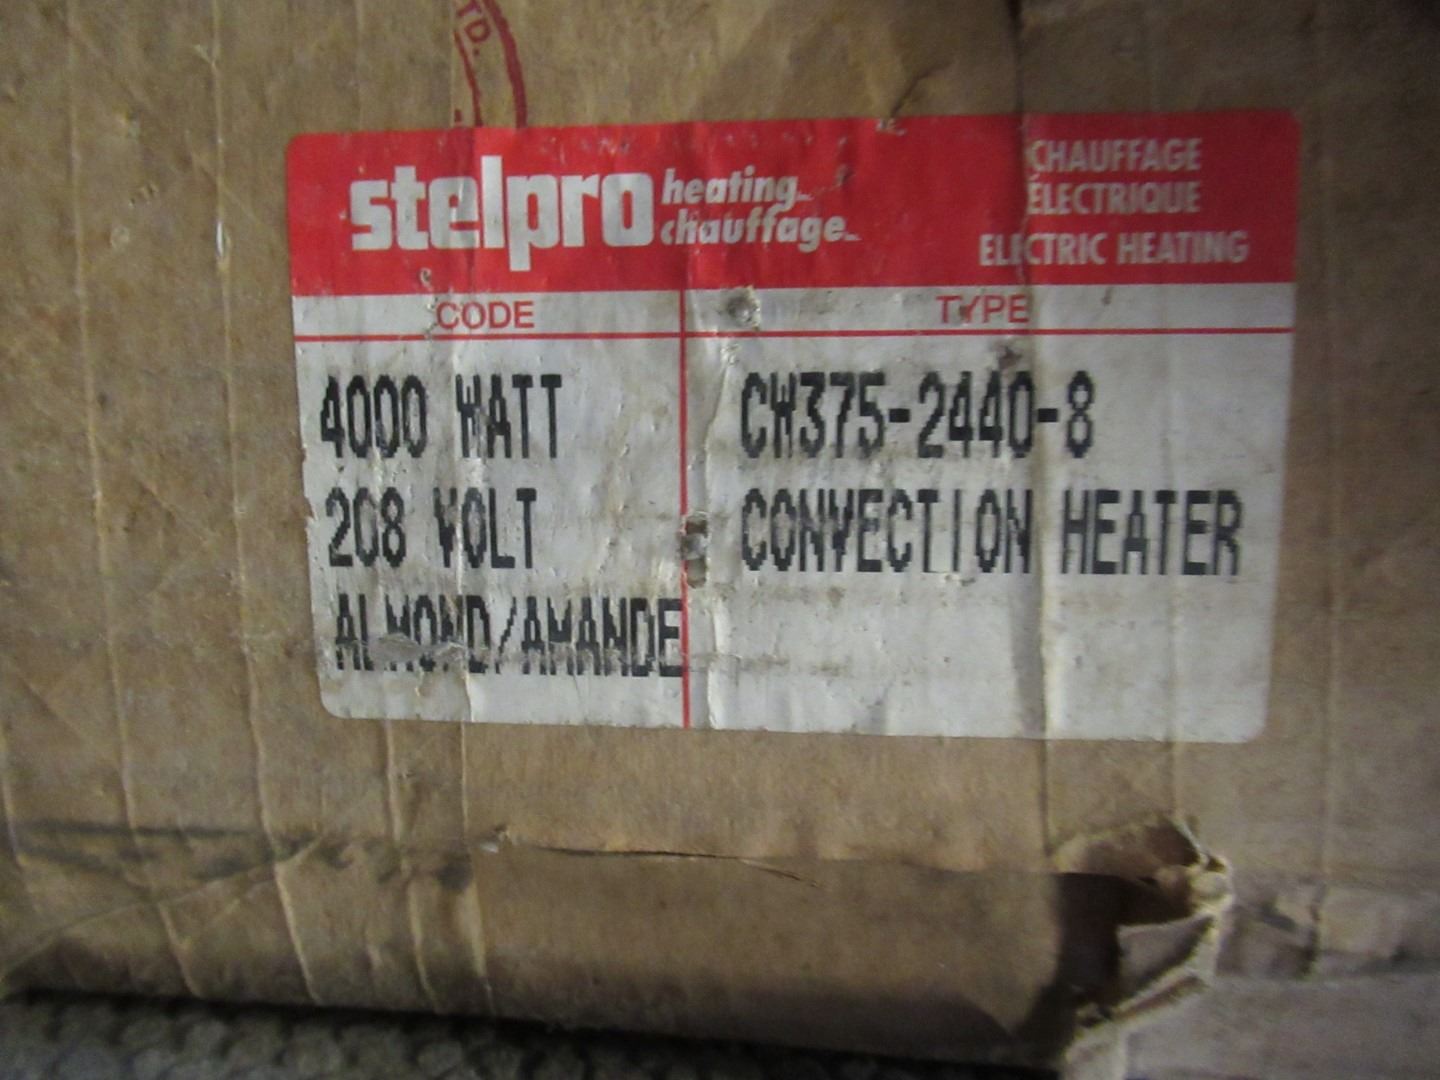 TD.
stelpro heating
chauffage
CHAUFFAGE
ÉLECTRIQUE
ELECTRIC HEATING
CODE
TYPE
4000 WATT
CW375-2440-8
208 VOLT
CONVECTION HEATER
ALMOND/AMANDE